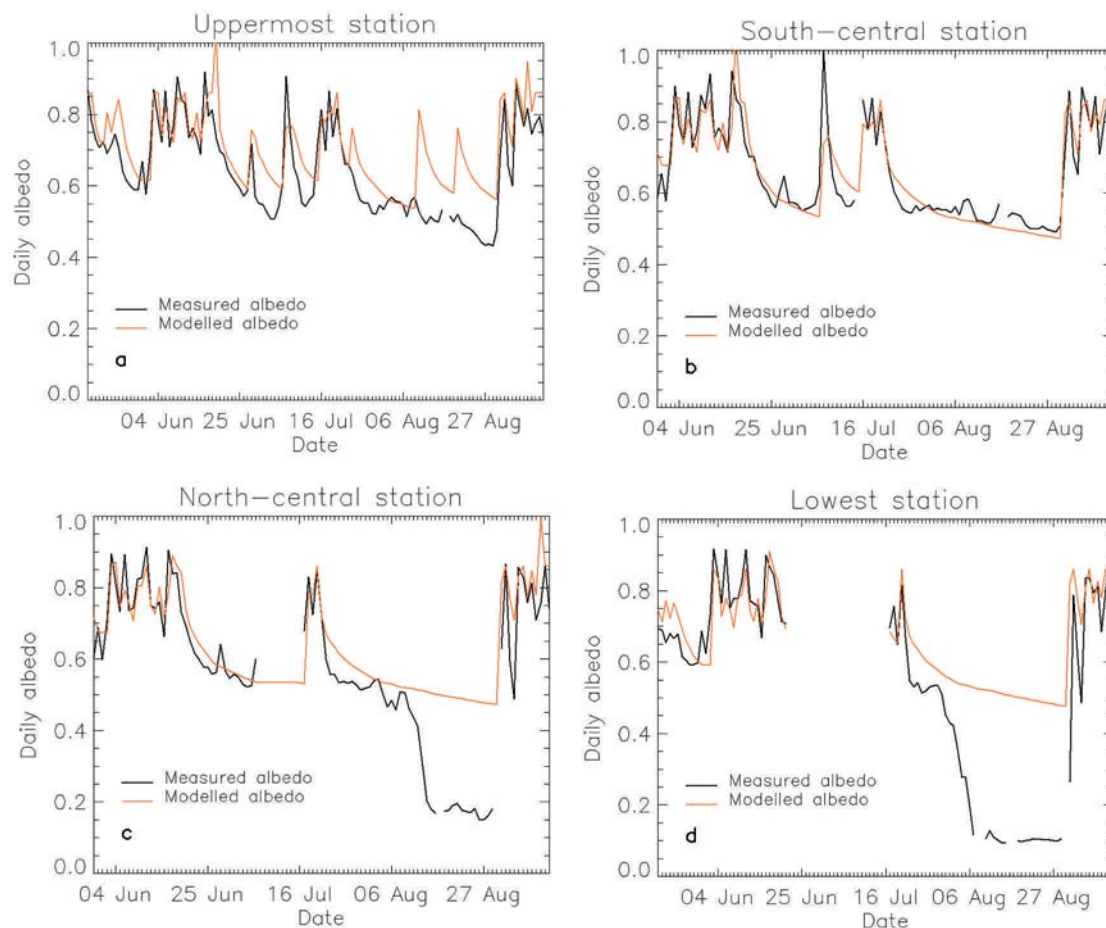 Uppermost station
1.0
0.8
0.6
0.4
0.2
0.0
Daily albedo
Measured albedo
Modelled albedo
a
04 Jun 25 Jun 16 Jul 06 Aug 27 Aug
Date
South-central station
1.0
0.8
0.6
0.4
0.2
0.0
Daily albedo
Measured albedo
Modelled albedo
b
04 Jun 25 Jun 16 Jul 06 Aug 27 Aug
Date
North-central station
1.0
0.8
0.6
0.4
0.2
0.0
Daily albedo
Measured albedo
Modelled albedo
c
04 Jun 25 Jun 16 Jul 06 Aug 27 Aug
Date
Lowest station
1.0
0.8
0.6
0.4
0.2
0.0
Daily albedo
Measured albedo
Modelled albedo
d
04 Jun 25 Jun 16 Jul 06 Aug 27 Aug
Date